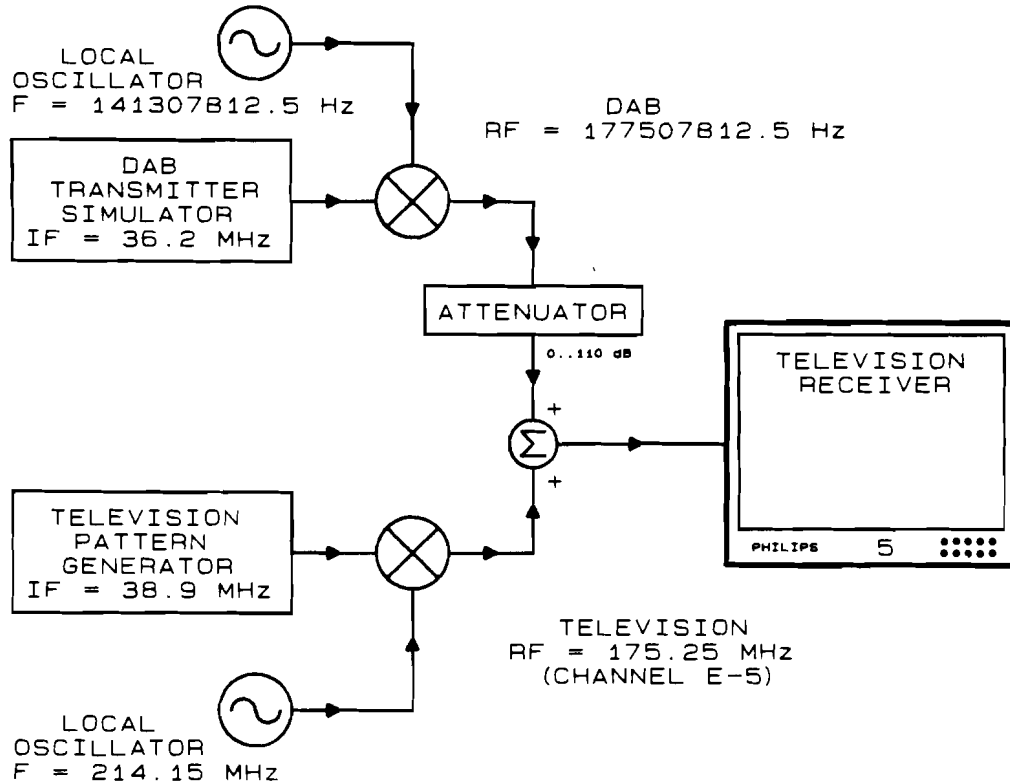 LOCAL
OSCILLATOR
F = 141307812.5 Hz
DAB
RF = 177507812.5 Hz
DAB
TRANSMITTER
SIMULATOR
IF = 36.2 MHz
ATTENUATOR
0..110 dB
TELEVISION
RECEIVER
+
Σ
+
PHILIPS 5
TELEVISION
PATTERN
GENERATOR
IF = 38.9 MHz
TELEVISION
RF = 175.25 MHz
(CHANNEL E-5)
LOCAL
OSCILLATOR
F = 214.15 MHz